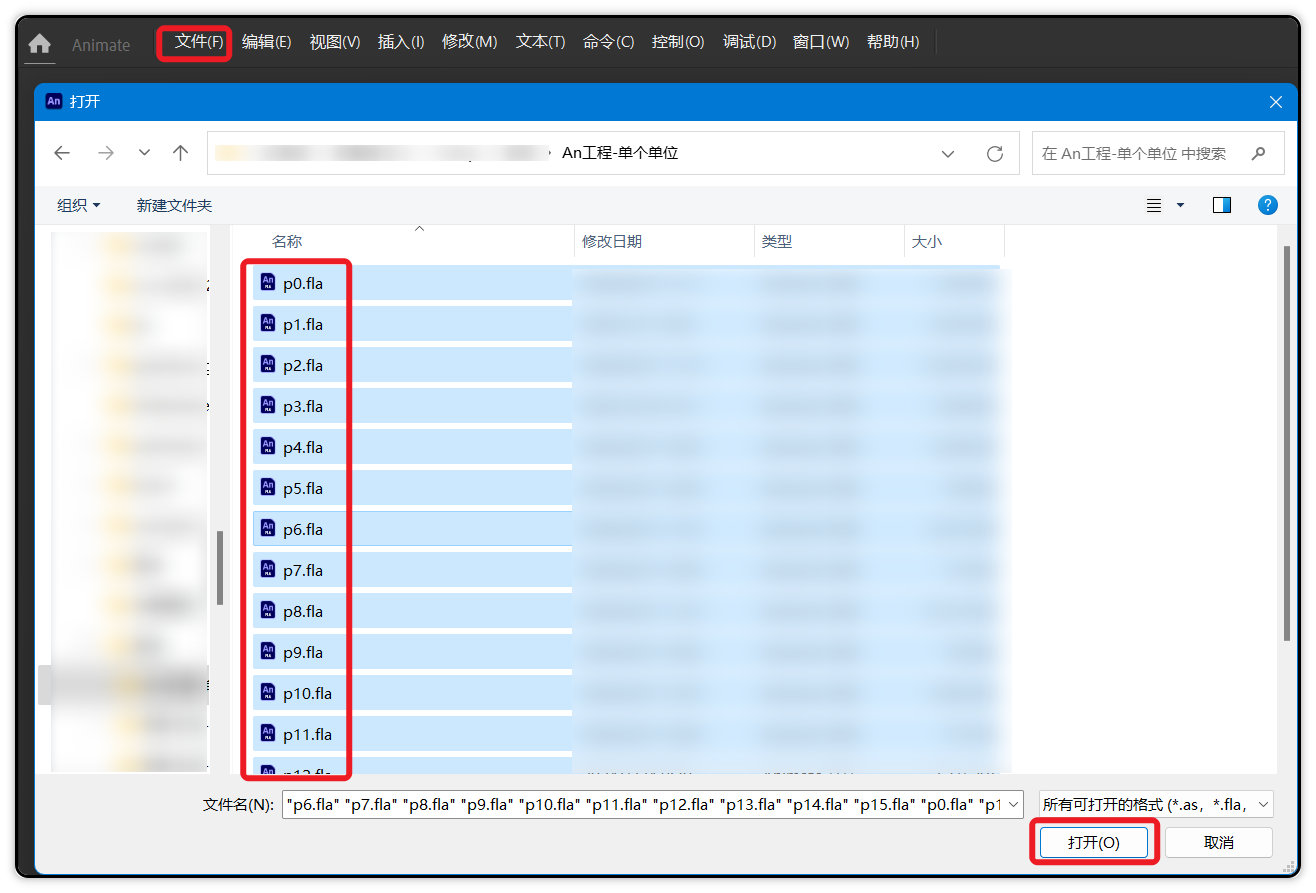 Animate 文件(F) 编辑(E) 视图(V) 插入(I) 修改(M) 文本(T) 命令(C) 控制(O) 调试(D) 窗口(W) 帮助(H)
An 打开
An工程-单个单位 在 An工程-单个单位 中搜索
组织 新建文件夹
名称 修改日期 类型 大小
p0.fla
p1.fla
p2.fla
p3.fla
p4.fla
p5.fla
p6.fla
p7.fla
p8.fla
p9.fla
p10.fla
p11.fla
p12.fla
文件名(N): "p6.fla" "p7.fla" "p8.fla" "p9.fla" "p10.fla" "p11.fla" "p12.fla" "p13.fla" "p14.fla" "p15.fla" "p0.fla" "p1 所有可打开的格式 (*.as, *.fla,
打开(O) 取消